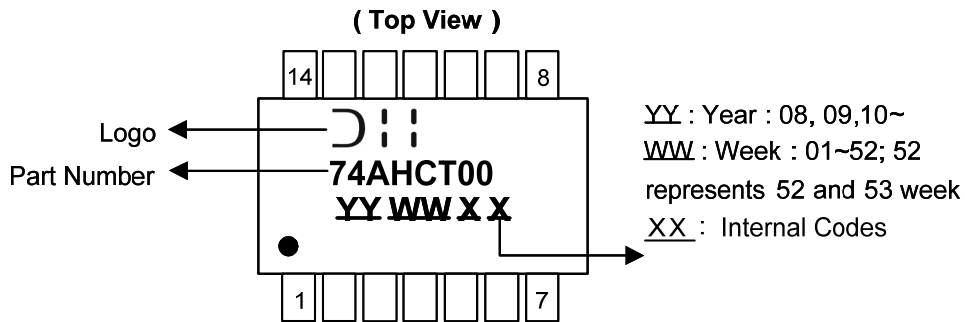 ( Top View )
14 8
Logo
Part Number
74AHCT00
YY WW X X
1 7
YY : Year : 08, 09,10~
WW : Week : 01~52; 52
represents 52 and 53 week
XX : Internal Codes